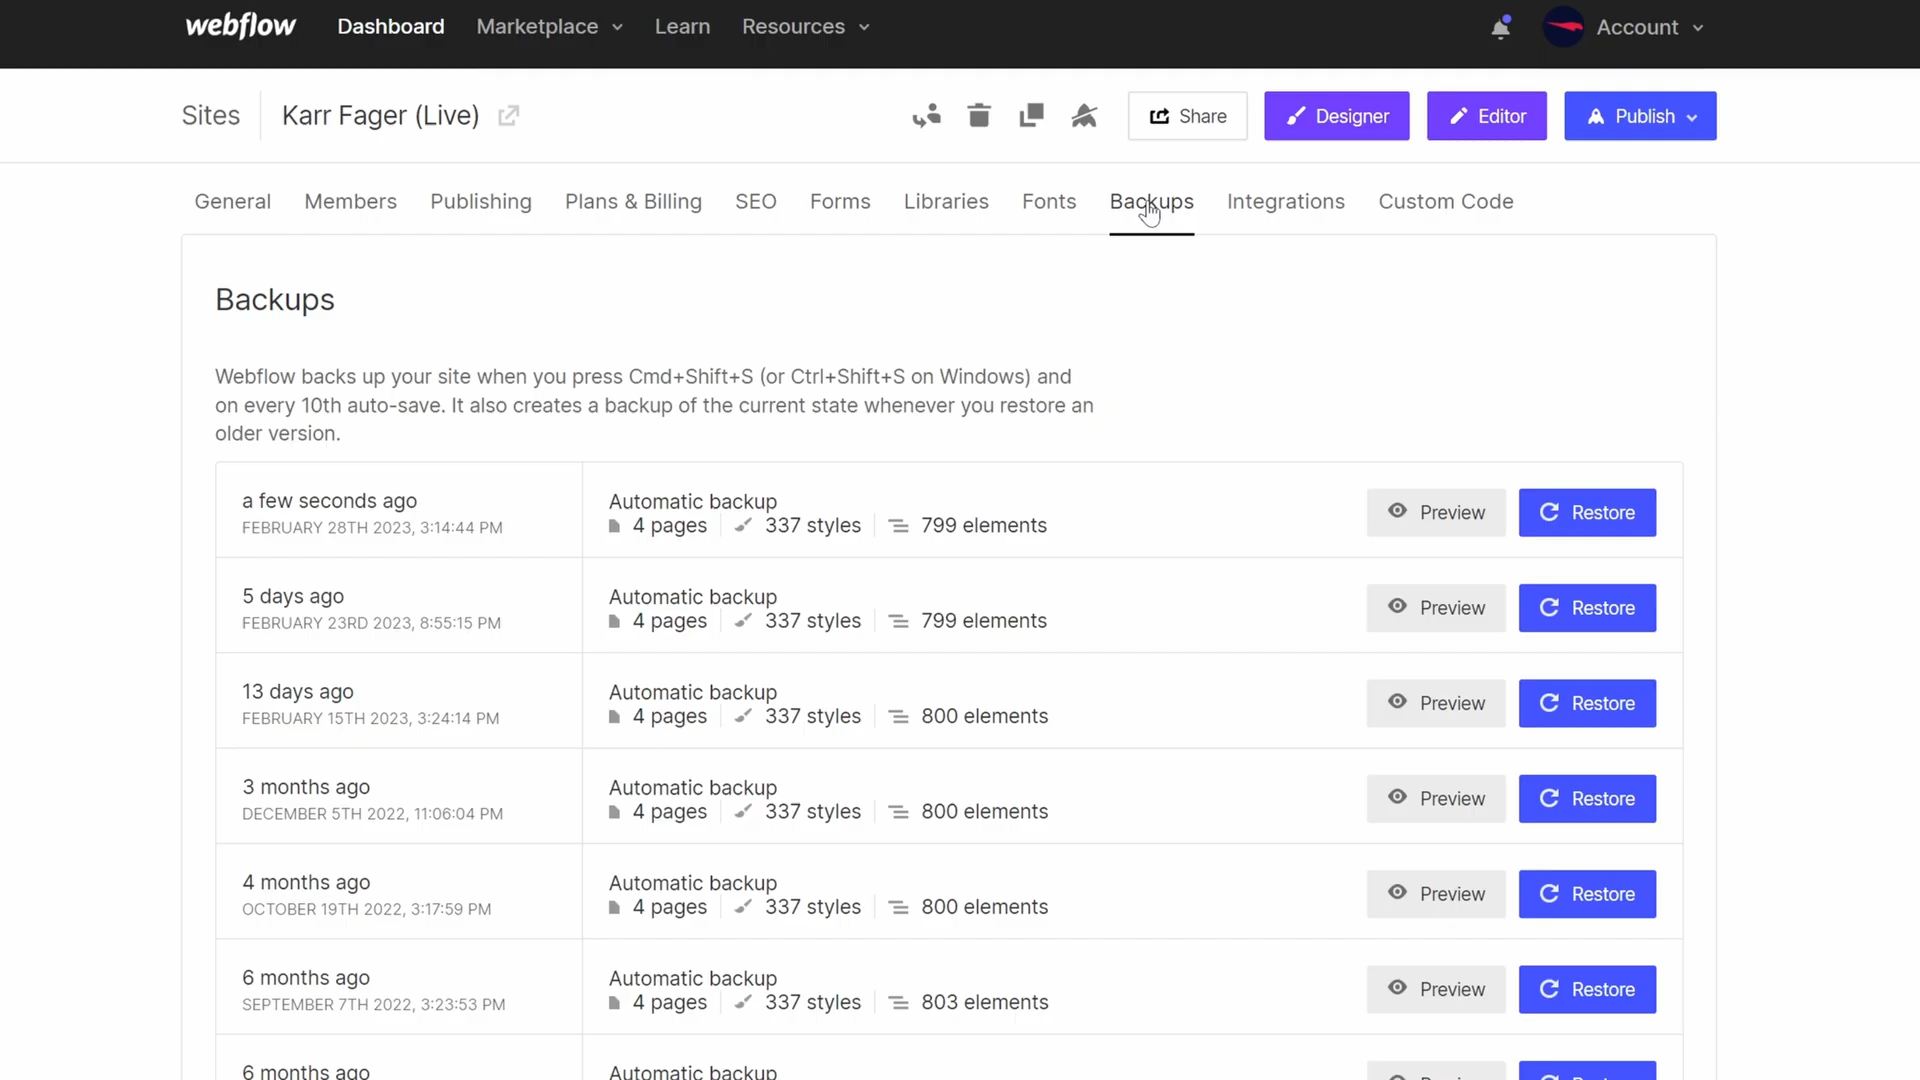 webflow Dashboard Marketplace Learn Resources Account
Sites Karr Fager (Live) Share Designer Editor Publish
General Members Publishing Plans & Billing SEO Forms Libraries Fonts Backups Integrations Custom Code
Backups
Webflow backs up your site when you press Cmd+Shift+S (or Ctrl+Shift+S on Windows) and
on every 10th auto-save. It also creates a backup of the current state whenever you restore an
older version.
a few seconds ago
FEBRUARY 28TH 2023, 3:14:44 PM
Automatic backup
4 pages 337 styles 799 elements
Preview Restore
5 days ago
FEBRUARY 23RD 2023, 8:55:15 PM
Automatic backup
4 pages 337 styles 799 elements
Preview Restore
13 days ago
FEBRUARY 15TH 2023, 3:24:14 PM
Automatic backup
4 pages 337 styles 800 elements
Preview Restore
3 months ago
DECEMBER 5TH 2022, 11:06:04 PM
Automatic backup
4 pages 337 styles 800 elements
Preview Restore
4 months ago
OCTOBER 19TH 2022, 3:17:59 PM
Automatic backup
4 pages 337 styles 800 elements
Preview Restore
6 months ago
SEPTEMBER 7TH 2022, 3:23:53 PM
Automatic backup
4 pages 337 styles 803 elements
Preview Restore
6 months ago
Automatic backup